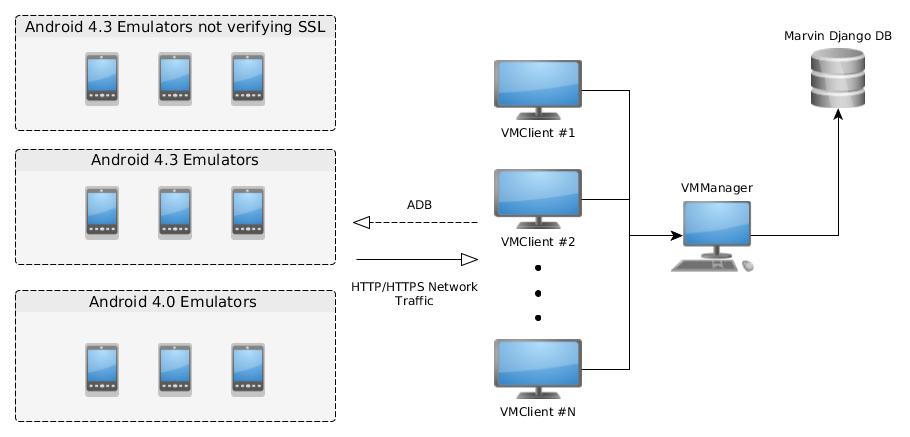 Android 4.3 Emulators not verifying SSL
Android 4.3 Emulators
Android 4.0 Emulators
ADB
HTTP/HTTPS Network
Traffic
VMClient #1
VMClient #2
VMClient #N
VMManager
Marvin Django DB